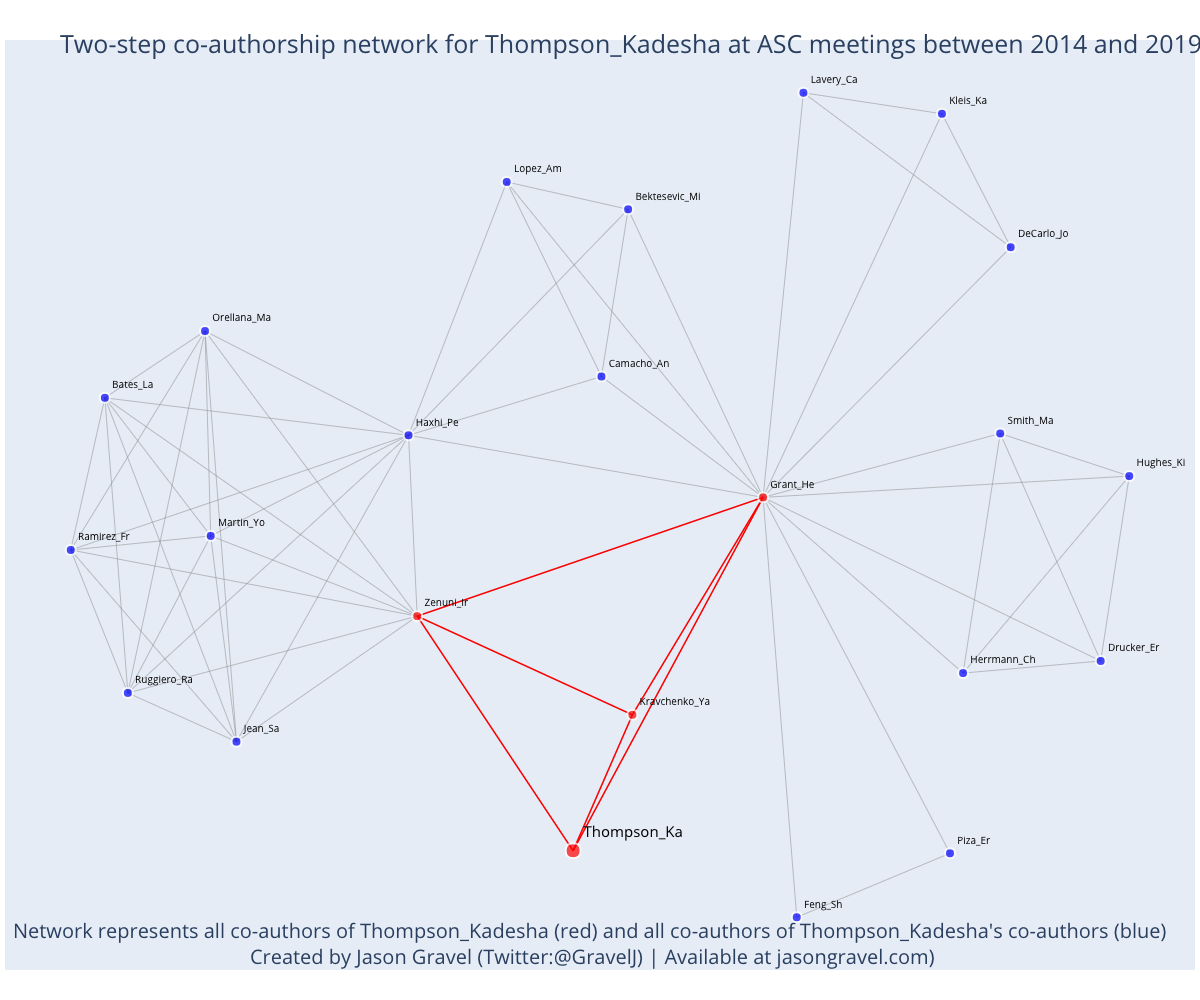 Two-step co-authorship network for Thompson_Kadesha at ASC meetings between 2014 and 2019
Lavery_Ca
Kleis_Ka
Lopez_Am
Bektesevic_Mi
DeCarlo_Jo
Orellana_Ma
Camacho_An
Bates_La
Haxhi_Pe
Smith_Ma
Hughes_Ki
Grant_He
Martin_Yo
Ramirez_Fr
Zenuni_Ir
Drucker_Er
Herrmann_Ch
Ruggiero_Ra
Kravchenko_Ya
Jean_Sa
Thompson_Ka
Piza_Er
Feng_Sh
Network represents all co-authors of Thompson_Kadesha (red) and all co-authors of Thompson_Kadesha's co-authors (blue)
Created by Jason Gravel (Twitter:@GravelJ) | Available at jasongravel.com)